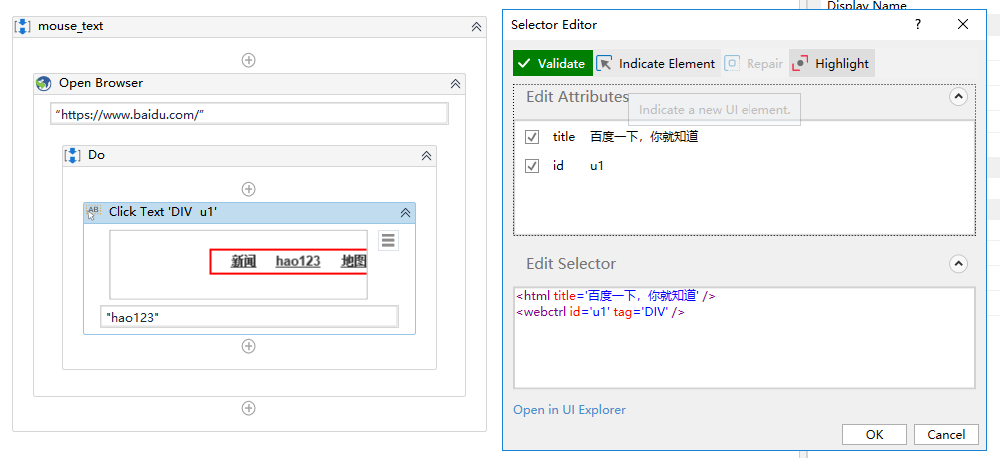 mouse_text
Open Browser
"https://www.baidu.com/"
Do
Click Text 'DIV  u1'
新闻 hao123 地图
"hao123"
Display Name
Selector Editor
?
Validate Indicate Element Repair Highlight
Edit Attributes
Indicate a new UI element.
title 百度一下，你就知道
id u1
Edit Selector
<html title='百度一下，你就知道' />
<webctrl id='u1' tag='DIV' />
Open in UI Explorer
OK Cancel